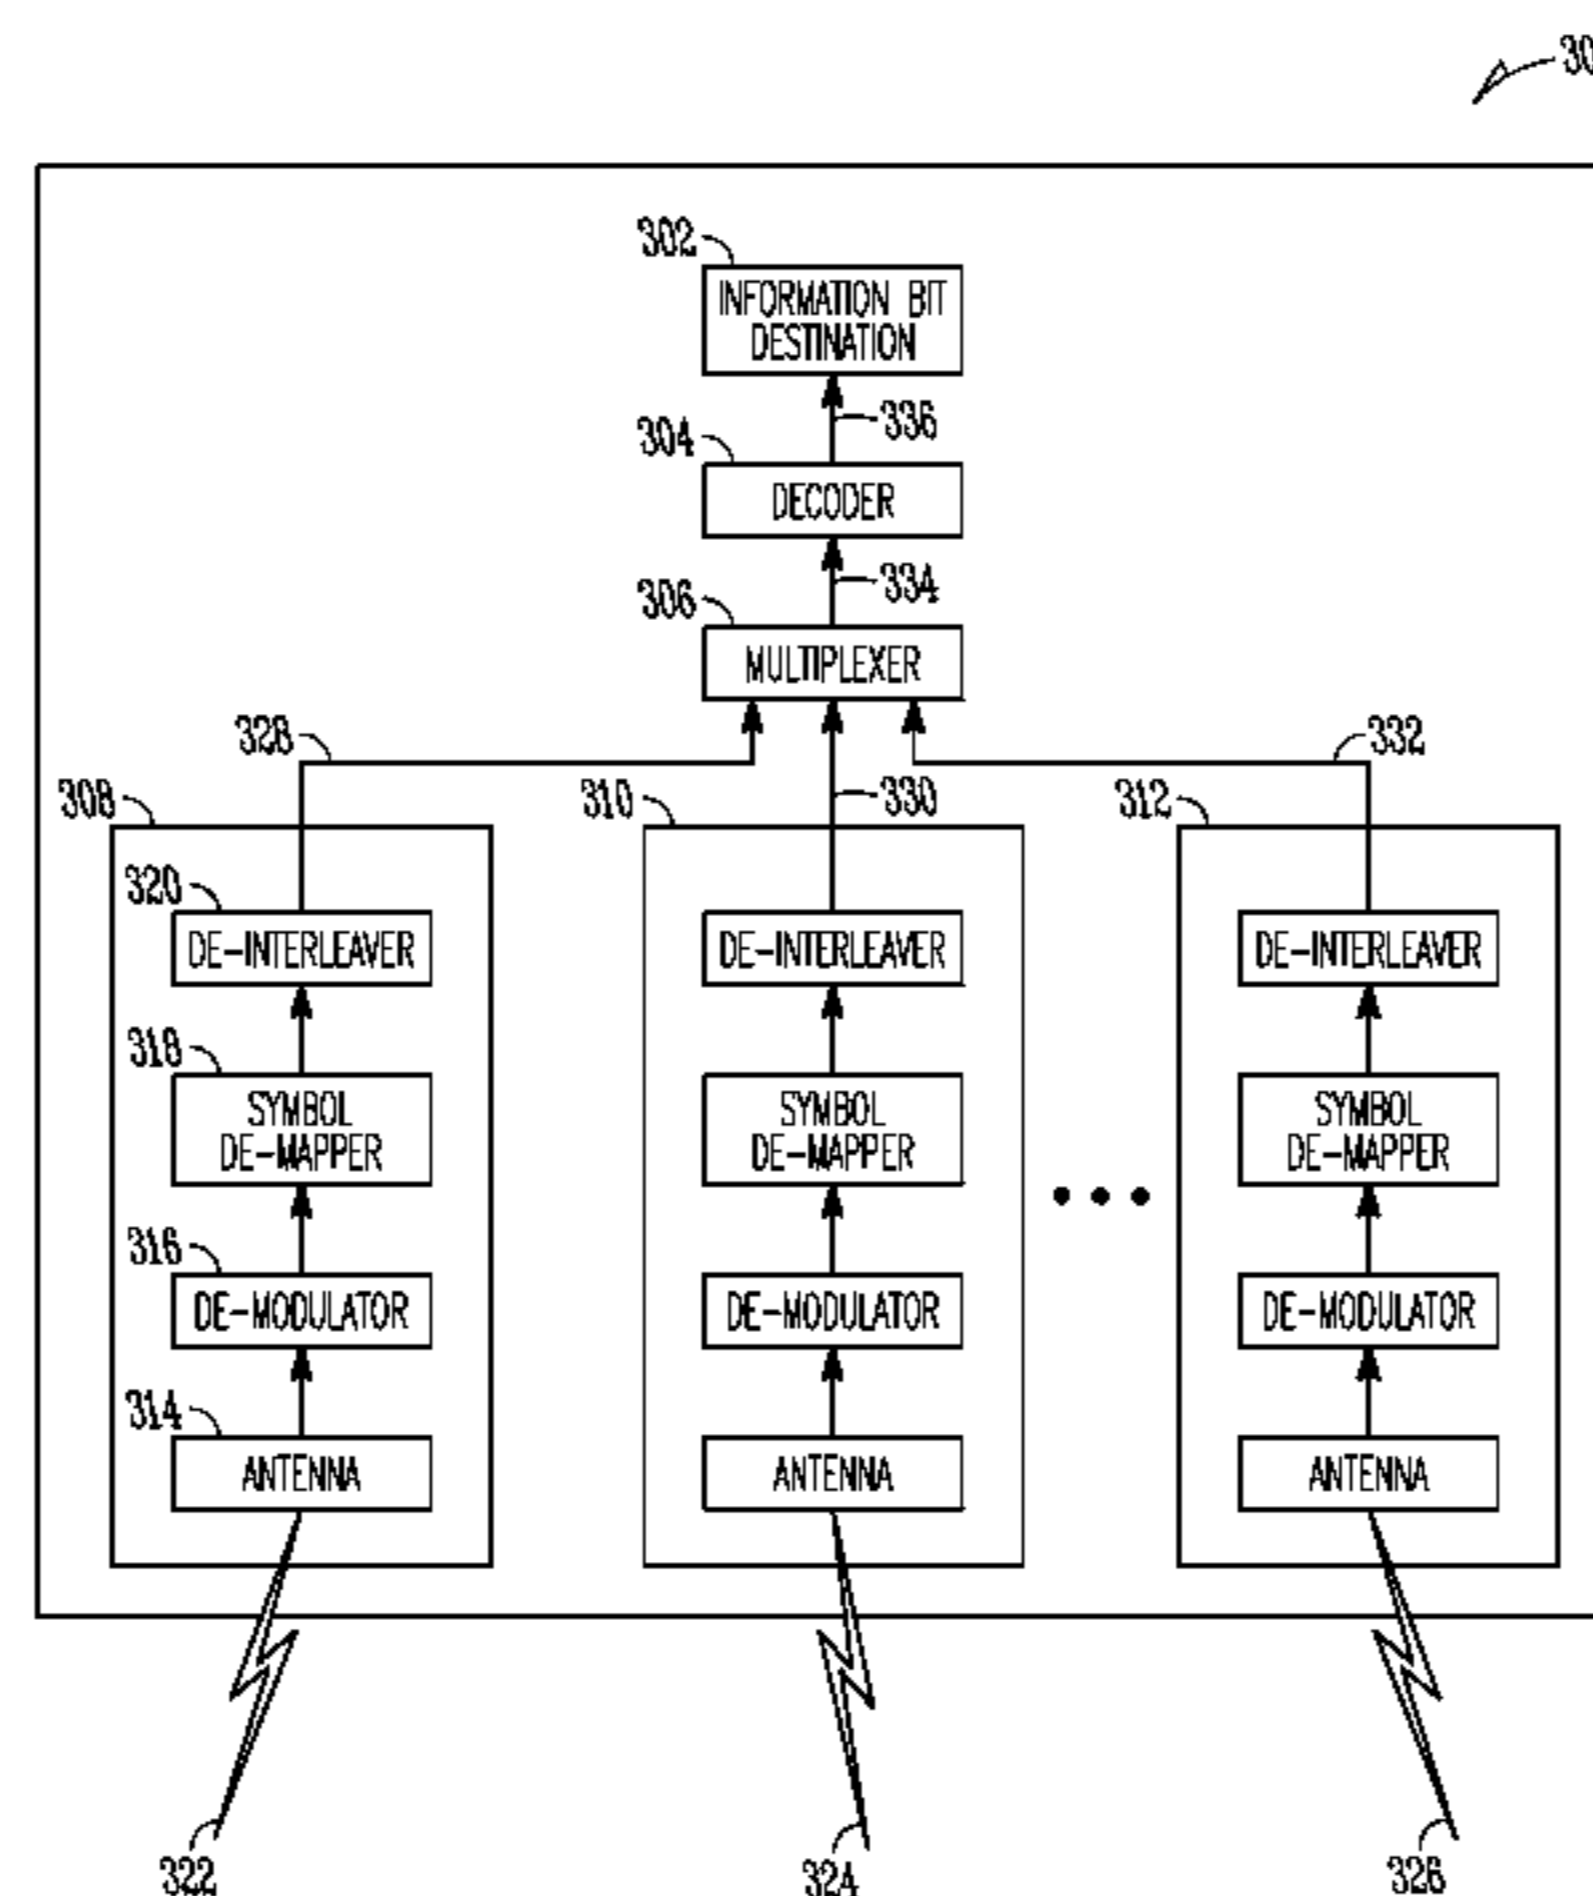 30
302
INFORMATION BIT
DESTINATION
336
304
DECODER
334
306
MULTIPLEXER
328
332
308
310
330
312
320
DE-INTERLEAVER
DE-INTERLEAVER
DE-INTERLEAVER
318
SYMBOL
DE-MAPPER
SYMBOL
DE-MAPPER
SYMBOL
DE-MAPPER
316
DE-MODULATOR
DE-MODULATOR
DE-MODULATOR
314
ANTENNA
ANTENNA
ANTENNA
322
324
326